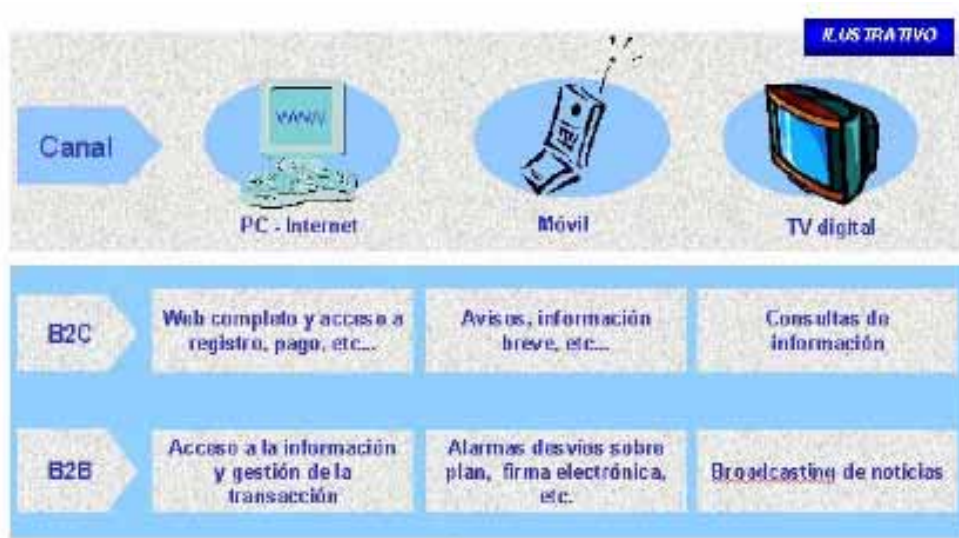 ILUSTRATIVO
Canal
WWW
PC - Internet
Móvil
TV digital
B2C
Web completo y acceso a
registro, pago, etc...
Avisos, información
breve, etc...
Consultas de
información
B2B
Acceso a la información
y gestión de la
transacción
Alarmas desvíos sobre
plan, firma electrónica,
etc.
Broadcasting de noticias